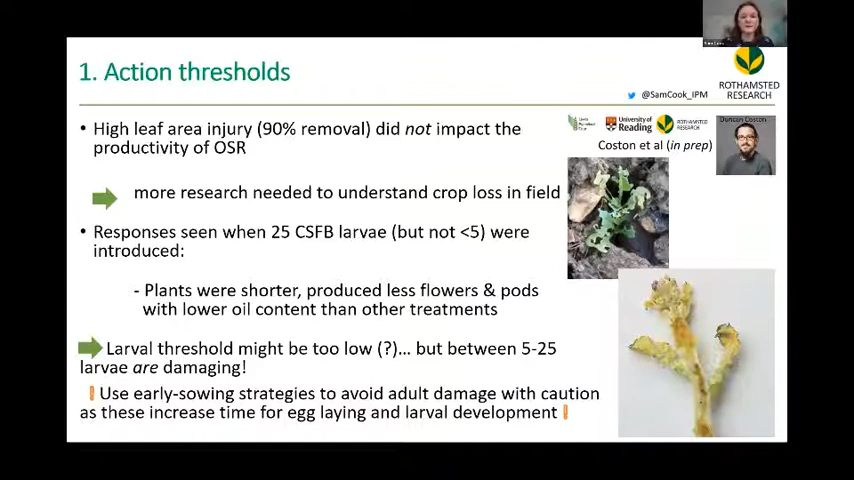 1. Action thresholds
@SamCook_IPM
ROTHAMSTED
RESEARCH
• High leaf area injury (90% removal) did not impact the
productivity of OSR
University of
Reading
ROTHAMSTED
RESEARCH
Duncan Coston
Coston et al (in prep)
more research needed to understand crop loss in field
• Responses seen when 25 CSFB larvae (but not <5) were
introduced:
- Plants were shorter, produced less flowers & pods
with lower oil content than other treatments
Larval threshold might be too low (?)... but between 5-25
larvae are damaging!
Use early-sowing strategies to avoid adult damage with caution
as these increase time for egg laying and larval development